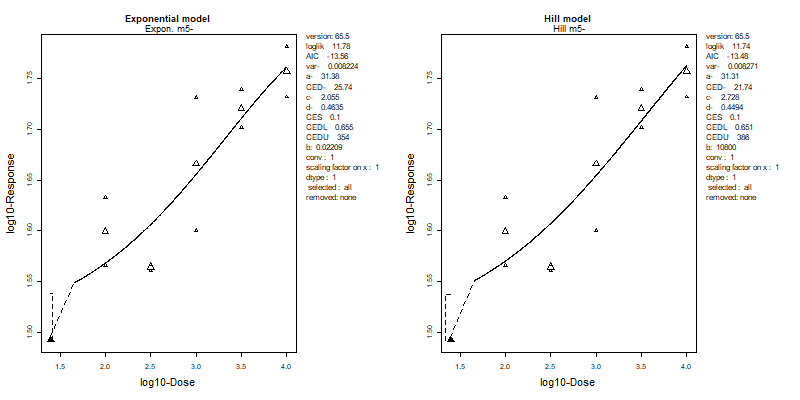 Exponential model
Expon. m5-
version: 65.5
loglik 11.78
AIC -13.56
var- 0.008224
a- 31.38
CED- 25.74
c- 2.055
d- 0.4635
CES 0.1
CEDL 0.655
CEDU 354
b: 0.02209
conv : 1
scaling factor on x : 1
dtype : 1
selected : all
removed: none
log10-Response
1.50 1.55 1.60 1.65 1.70 1.75
1.5 2.0 2.5 3.0 3.5 4.0
log10-Dose
Hill model
Hill m5-
version: 65.5
loglik 11.74
AIC -13.48
var- 0.008271
a- 31.31
CED- 21.74
c- 2.728
d- 0.4494
CES 0.1
CEDL 0.651
CEDU 386
b: 10800
conv : 1
scaling factor on x : 1
dtype : 1
selected : all
removed: none
log10-Response
1.50 1.55 1.60 1.65 1.70 1.75
1.5 2.0 2.5 3.0 3.5 4.0
log10-Dose